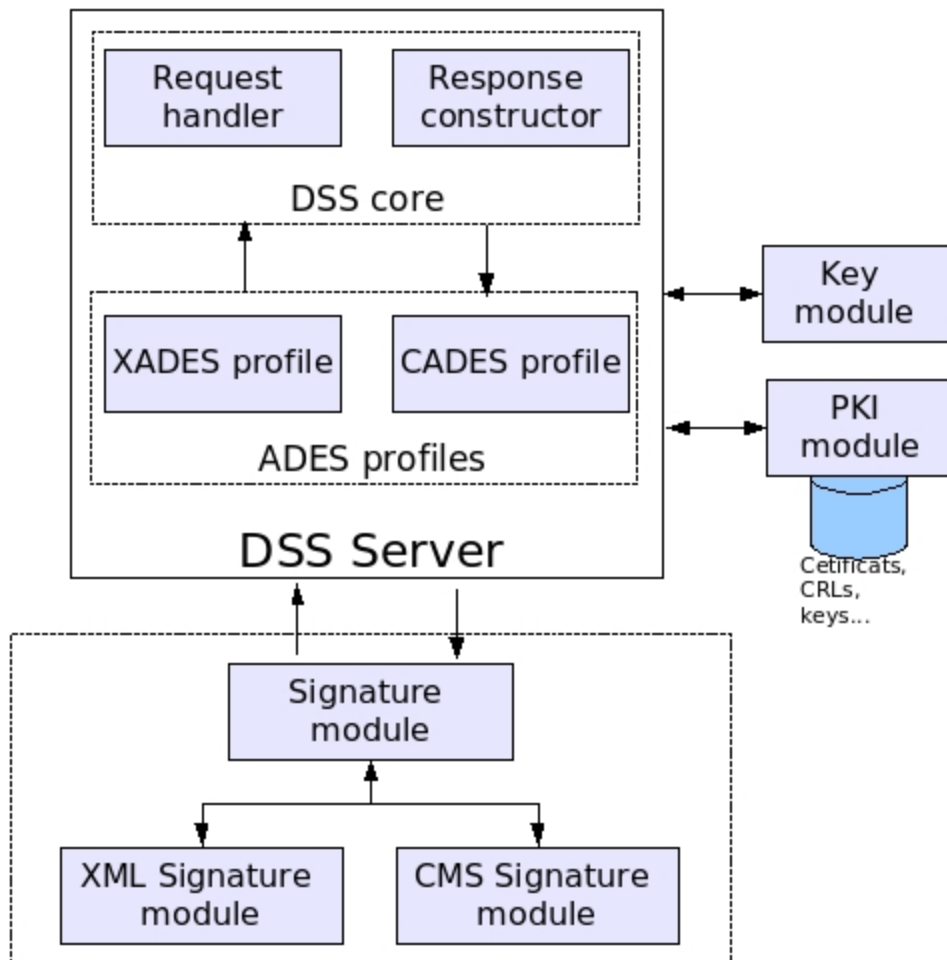 Request
handler
Response
constructor
DSS core
Key
module
XADES profile
CADES profile
ADES profiles
PKI
module
DSS Server
Cetificats,
CRLs,
keys...
Signature
module
XML Signature
module
CMS Signature
module